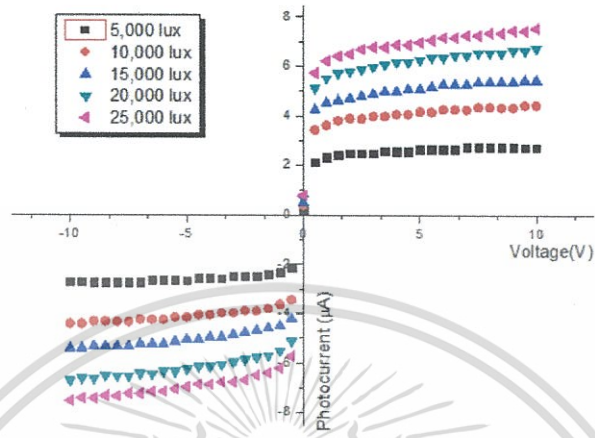 5,000 lux
10,000 lux
15,000 lux
20,000 lux
25,000 lux
8
6
4
2
0
-10
-5
0
5
10
Voltage(V)
-2
-4
-6
-8
Photocurrent (µA)